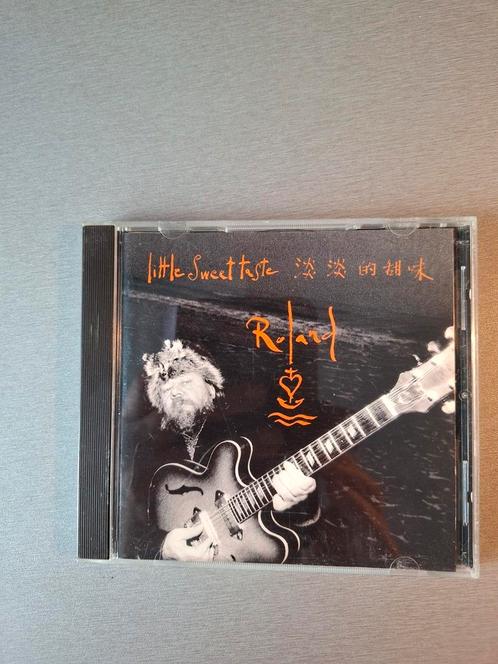 little Sweet taste 淡淡的甜味
Roland